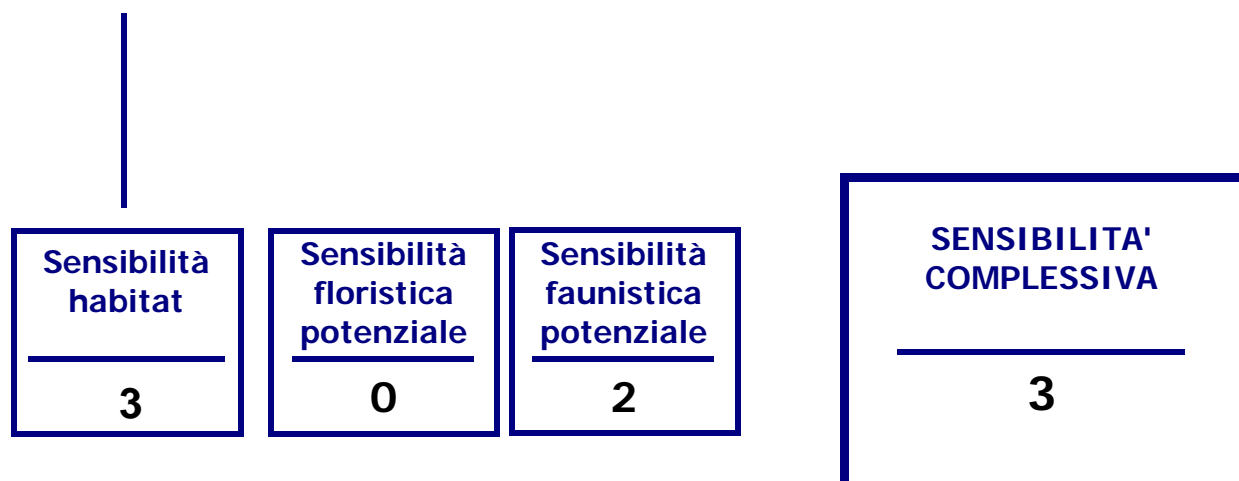 Sensibilità
habitat
3
Sensibilità
floristica
potenziale
0
Sensibilità
faunistica
potenziale
2
SENSIBILITA'
COMPLESSIVA
3